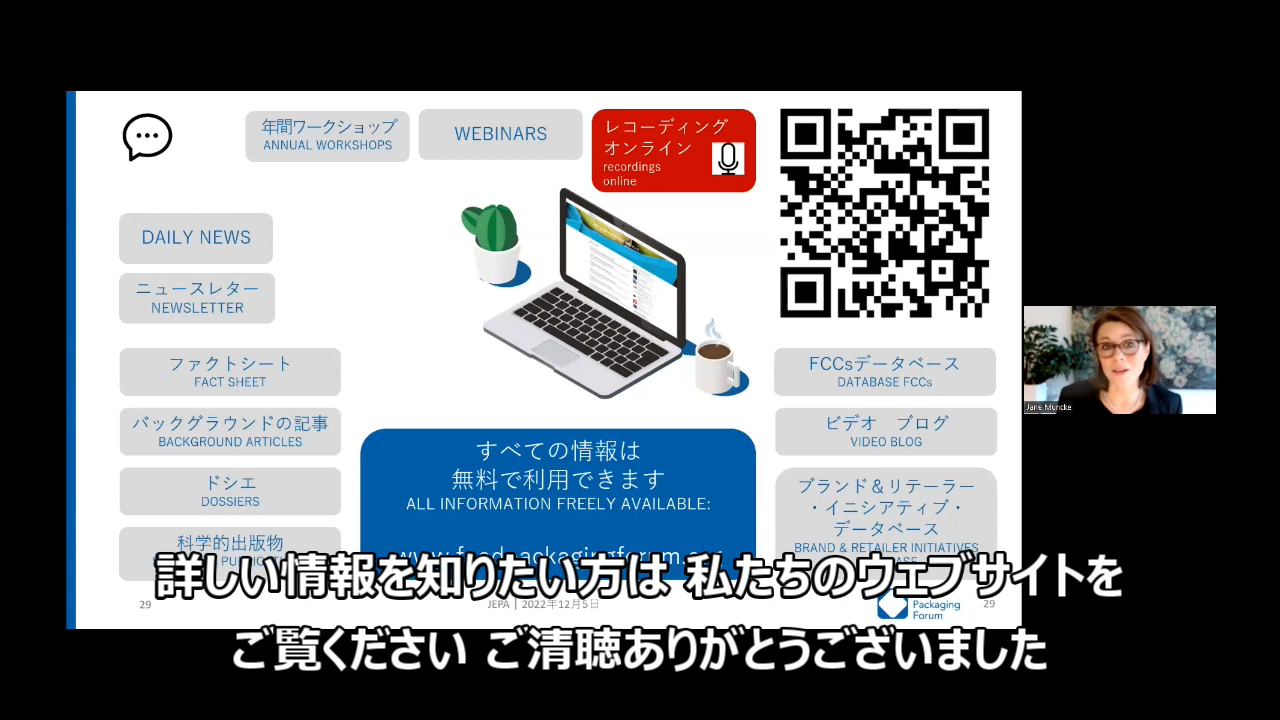 年間ワークショップ
ANNUAL WORKSHOPS
WEBINARS
レコーディング
オンライン
recordings
online
DAILY NEWS
ニュースレター
NEWSLETTER
ファクトシート
FACT SHEET
バックグラウンドの記事
BACKGROUND ARTICLES
ドシエ
DOSSIERS
科学的出版物
すべての情報は
無料で利用できます
ALL INFORMATION FREELY AVAILABLE:
FCCsデータベース
DATABASE FCCs
ビデオ　ブログ
VIDEO BLOG
ブランド＆リテーラー
・イニシアティブ・
データベース
BRAND & RETAILER INITIATIVES
Jane Muncke
詳しい情報を知りたい方は 私たちのウェブサイトを
ご覧ください ご清聴ありがとうございました
29
JEPA | 2022年12月5日
Packaging
Forum
29